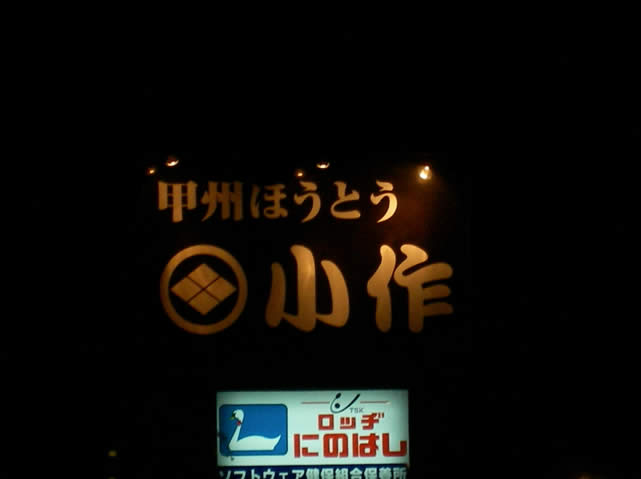 甲州ほうとう
小作
TSK
ロッヂ
にのはし
ソフトウェア健保組合保養所